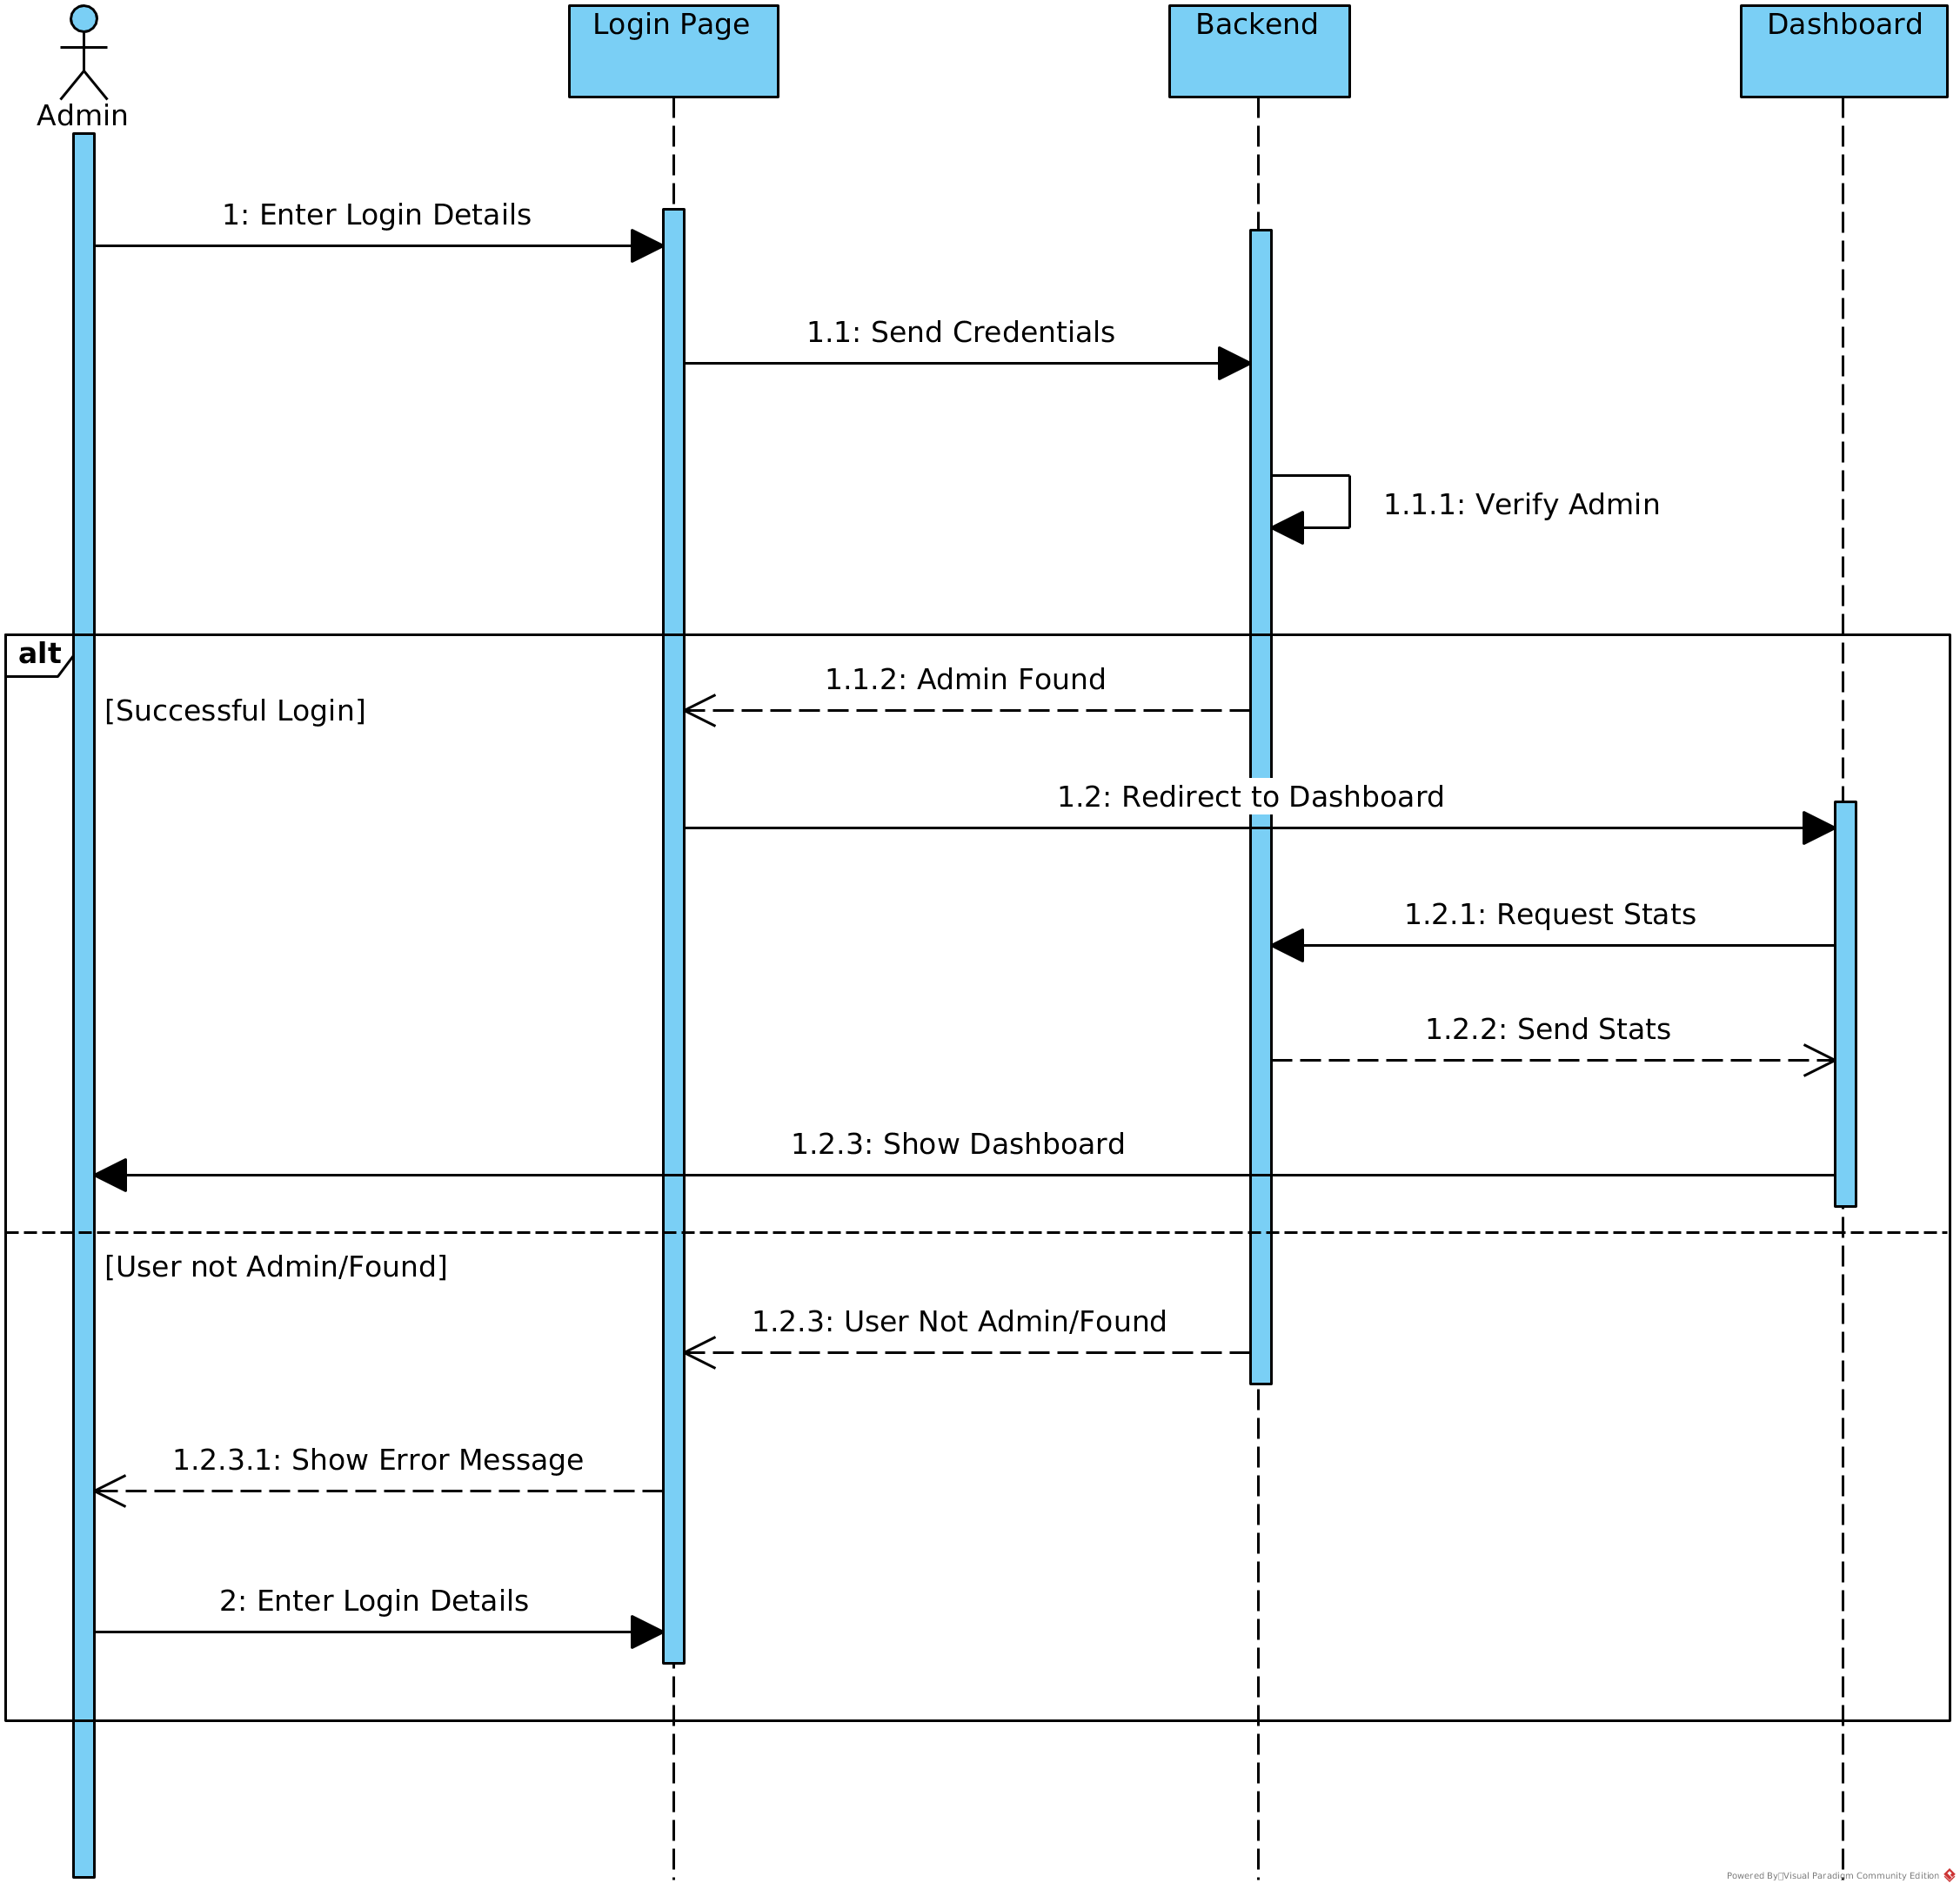 Login Page
Backend
Dashboard
Admin
1: Enter Login Details
1.1: Send Credentials
1.1.1: Verify Admin
alt
1.1.2: Admin Found
[Successful Login]
1.2: Redirect to Dashboard
1.2.1: Request Stats
1.2.2: Send Stats
1.2.3: Show Dashboard
[User not Admin/Found]
1.2.3: User Not Admin/Found
1.2.3.1: Show Error Message
2: Enter Login Details
Powered By Visual Paradigm Community Edition